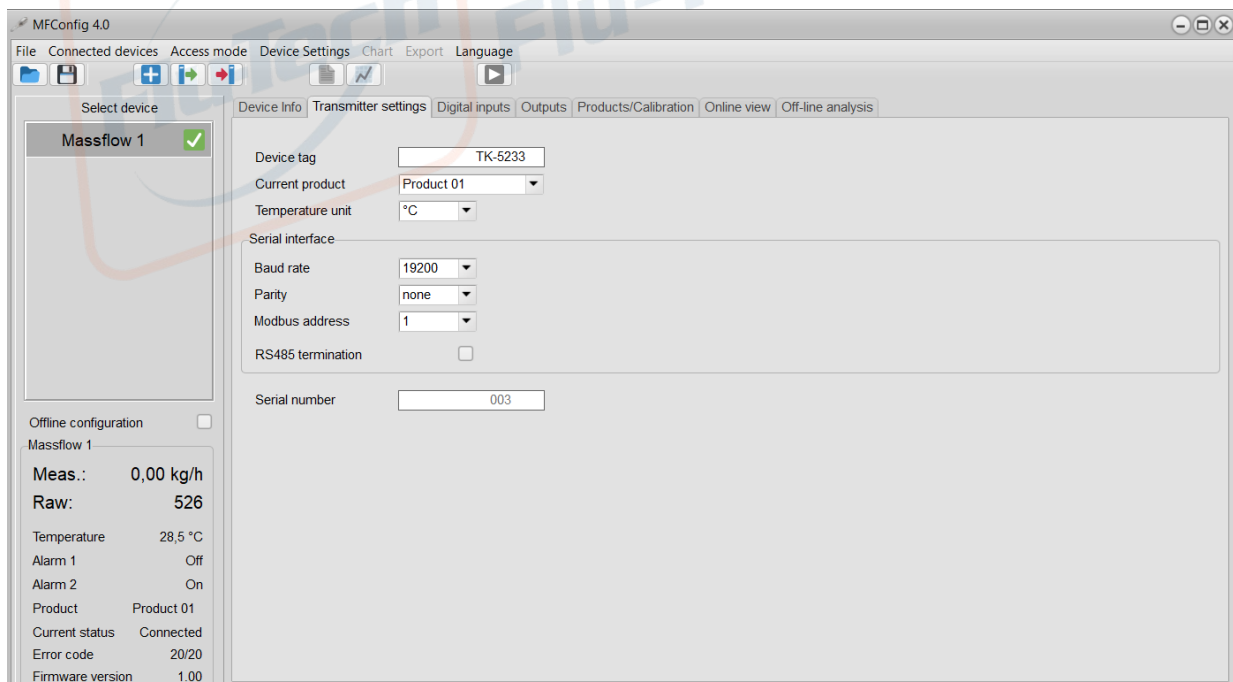 MFConfig 4.0
File Connected devices Access mode Device Settings Chart Export Language
Select device
Massflow 1
Device Info Transmitter settings Digital inputs Outputs Products/Calibration Online view Off-line analysis
Device tag TK-5233
Current product Product 01
Temperature unit °C
Serial interface
Baud rate 19200
Parity none
Modbus address 1
RS485 termination
Serial number 003
Offline configuration
Massflow 1
Meas.: 0,00 kg/h
Raw: 526
Temperature 28,5 °C
Alarm 1 Off
Alarm 2 On
Product Product 01
Current status Connected
Error code 20/20
Firmware version 1.00